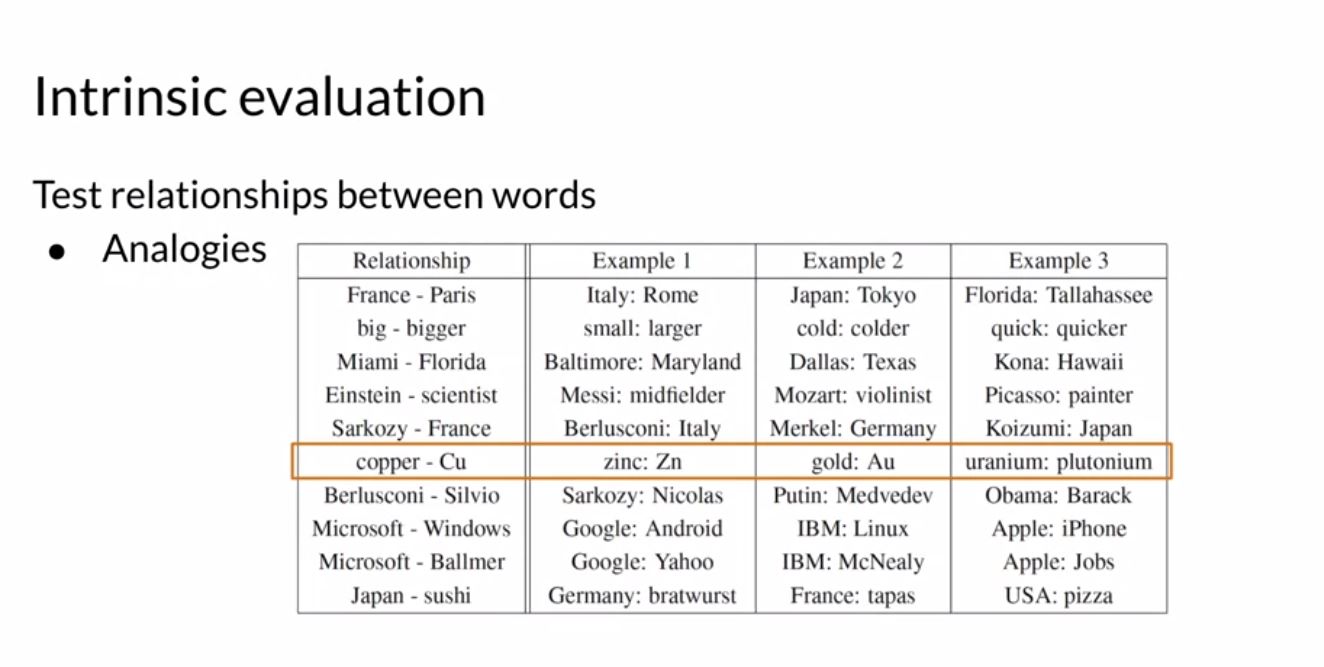 Intrinsic evaluation
Test relationships between words
● Analogies
Relationship Example 1 Example 2 Example 3
France - Paris Italy: Rome Japan: Tokyo Florida: Tallahassee
big - bigger small: larger cold: colder quick: quicker
Miami - Florida Baltimore: Maryland Dallas: Texas Kona: Hawaii
Einstein - scientist Messi: midfielder Mozart: violinist Picasso: painter
Sarkozy - France Berlusconi: Italy Merkel: Germany Koizumi: Japan
copper - Cu zinc: Zn gold: Au uranium: plutonium
Berlusconi - Silvio Sarkozy: Nicolas Putin: Medvedev Obama: Barack
Microsoft - Windows Google: Android IBM: Linux Apple: iPhone
Microsoft - Ballmer Google: Yahoo IBM: McNealy Apple: Jobs
Japan - sushi Germany: bratwurst France: tapas USA: pizza